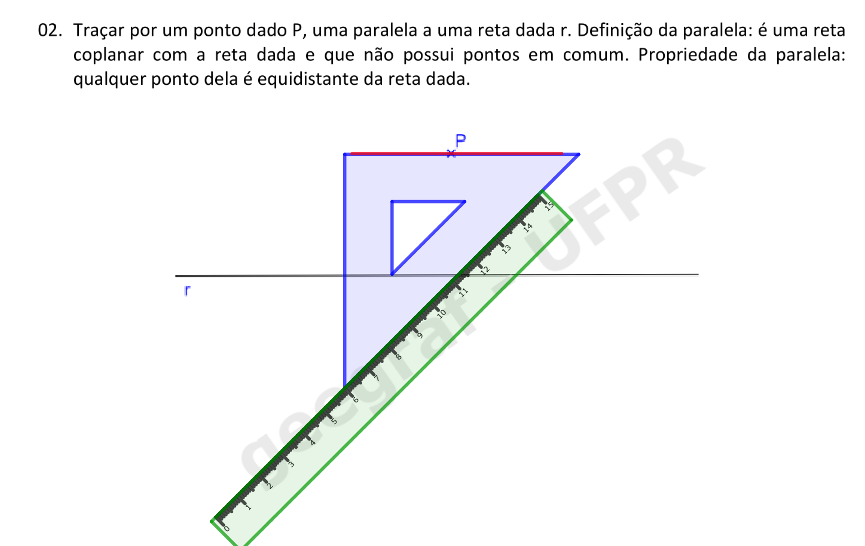 02. Traçar por um ponto dado P, uma paralela a uma reta dada r. Definição da paralela: é uma reta
coplanar com a reta dada e que não possui pontos em comum. Propriedade da paralela:
qualquer ponto dela é equidistante da reta dada.
P
r
0 1 2 3 4 5 6 7 8 9 10 11 12 13 14 15
geograf - UFPR